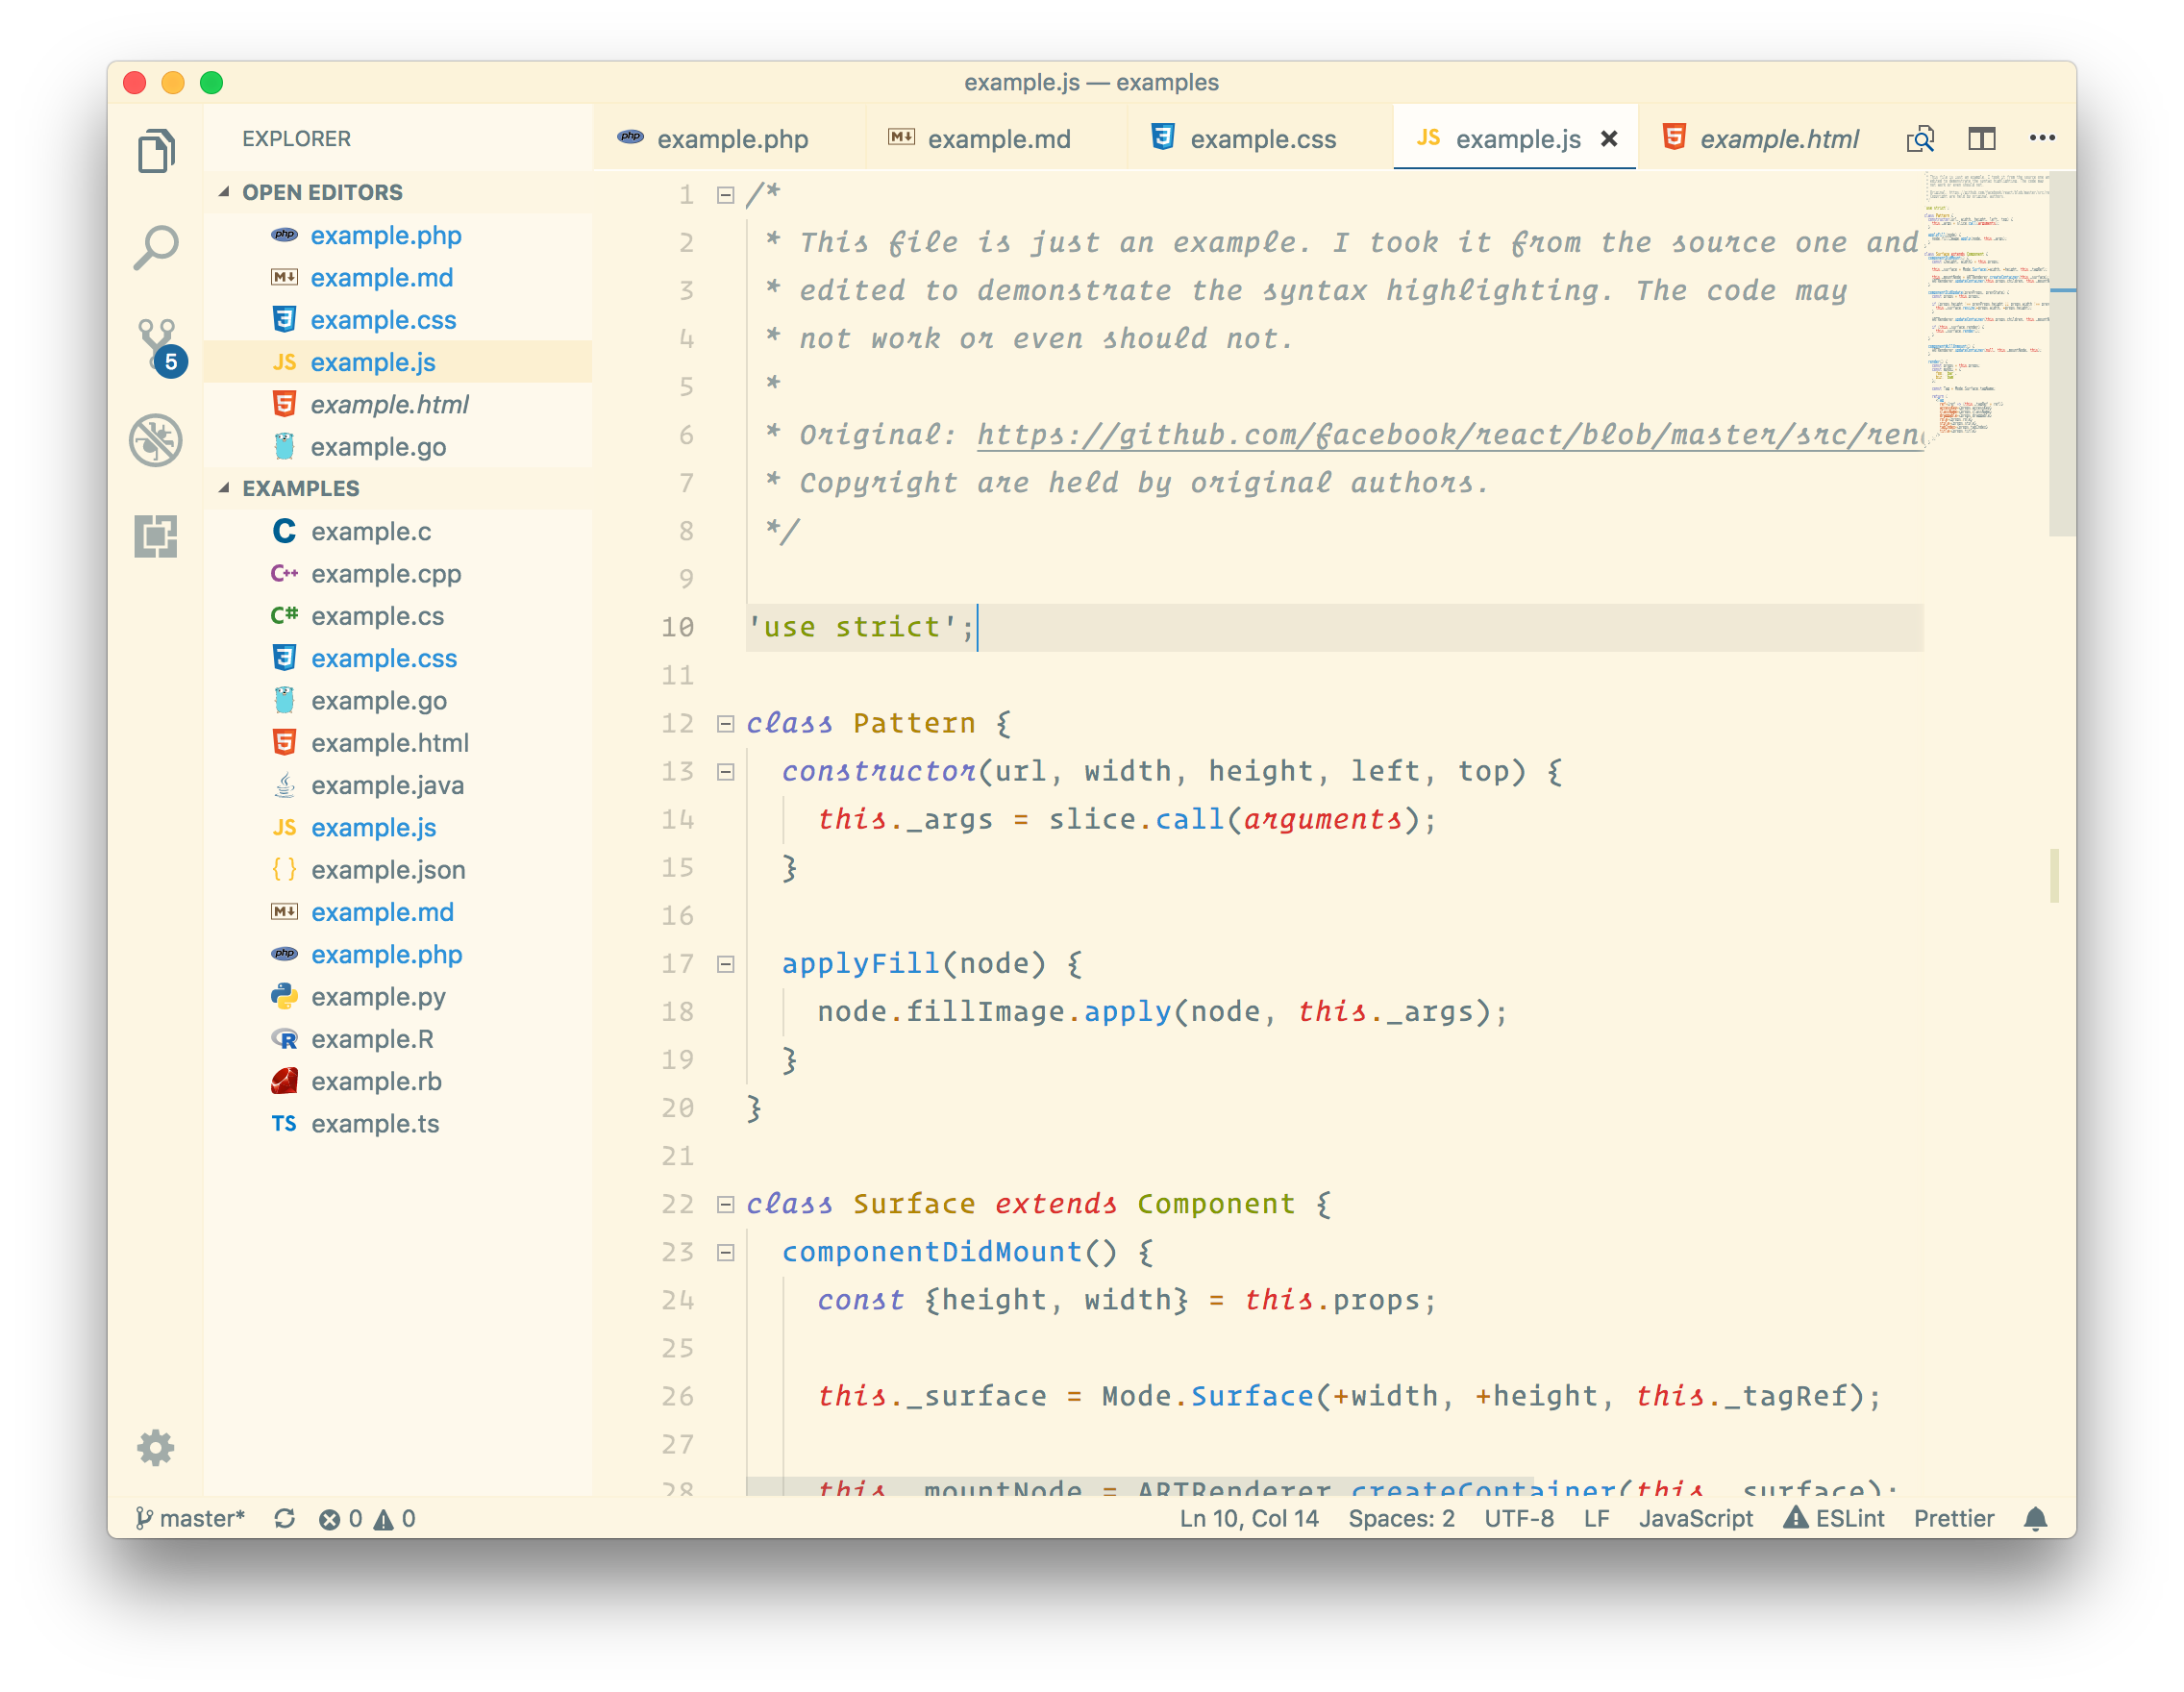 example.js — examples
EXPLORER
OPEN EDITORS
example.php
example.md
example.css
example.js
example.html
example.go
EXAMPLES
example.c
example.cpp
example.cs
example.css
example.go
example.html
example.java
example.js
example.json
example.md
example.php
example.py
example.R
example.rb
example.ts
5
example.php
example.md
example.css
example.js
example.html
1 /*
2 * This file is just an example. I took it from the source one and
3 * edited to demonstrate the syntax highlighting. The code may
4 * not work or even should not.
5 *
6 * Original: https://github.com/facebook/react/blob/master/src/ren
7 * Copyright are held by original authors.
8 */
9
10 'use strict';
11
12 class Pattern {
13 constructor(url, width, height, left, top) {
14 this._args = slice.call(arguments);
15 }
16
17 applyFill(node) {
18 node.fillImage.apply(node, this._args);
19 }
20 }
21
22 class Surface extends Component {
23 componentDidMount() {
24 const {height, width} = this.props;
25
26 this._surface = Mode.Surface(+width, +height, this._tagRef);
27
28 this._mountNode = ARTRenderer.createContainer(this._surface);
master* 0 0 Ln 10, Col 14 Spaces: 2 UTF-8 LF JavaScript ESLint Prettier